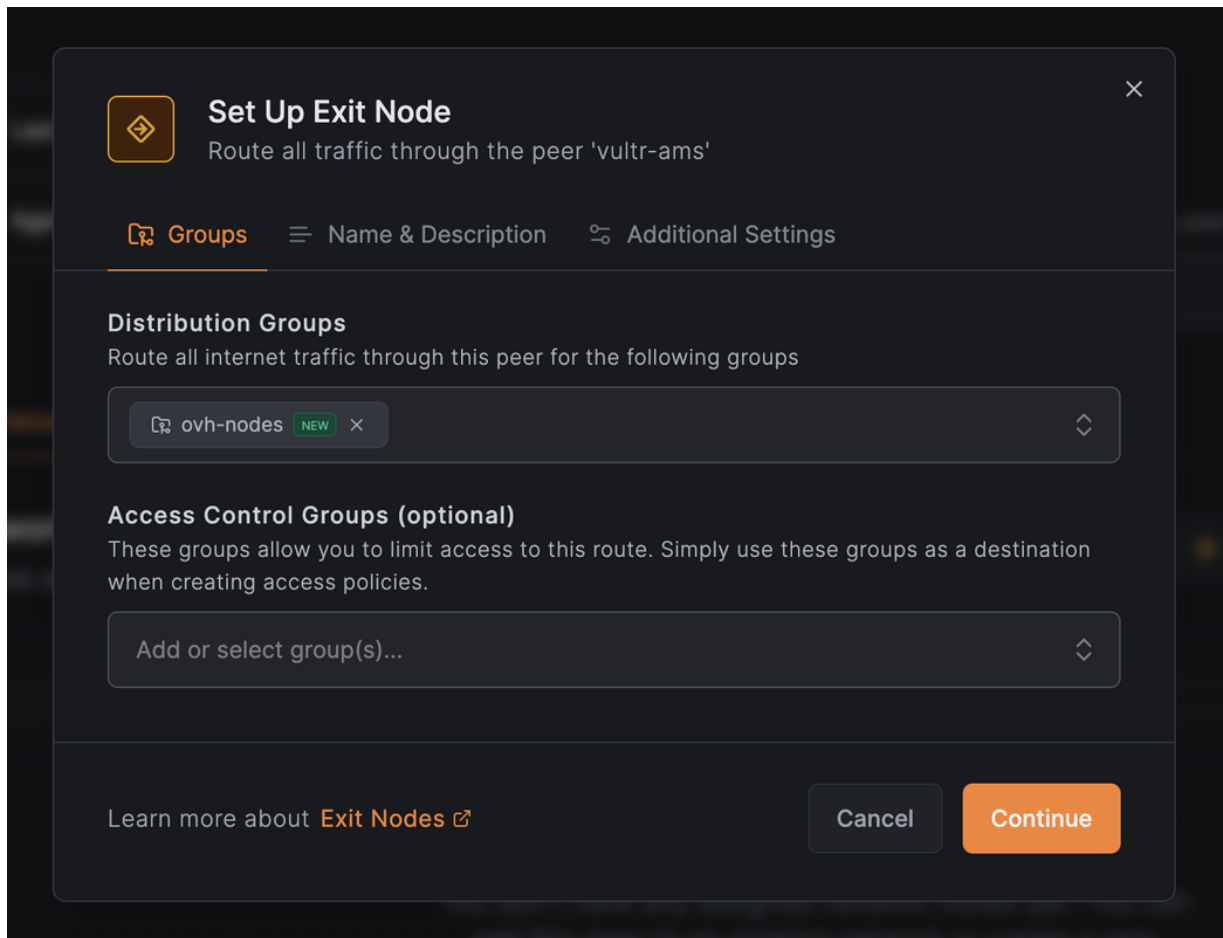 Set Up Exit Node
Route all traffic through the peer 'vultr-ams'
Groups
Name & Description
Additional Settings
Distribution Groups
Route all internet traffic through this peer for the following groups
ovh-nodes NEW
Access Control Groups (optional)
These groups allow you to limit access to this route. Simply use these groups as a destination
when creating access policies.
Add or select group(s)...
Learn more about Exit Nodes
Cancel
Continue